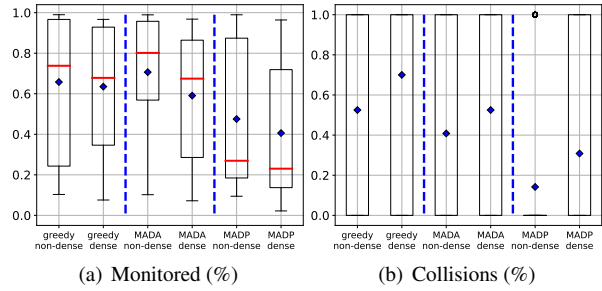 1.0
0.8
0.6
0.4
0.2
0.0
greedy non-dense
greedy dense
MADA non-dense
MADA dense
MADP non-dense
MADP dense
(a) Monitored (%)
1.0
0.8
0.6
0.4
0.2
0.0
greedy non-dense
greedy dense
MADA non-dense
MADA dense
MADP non-dense
MADP dense
(b) Collisions (%)